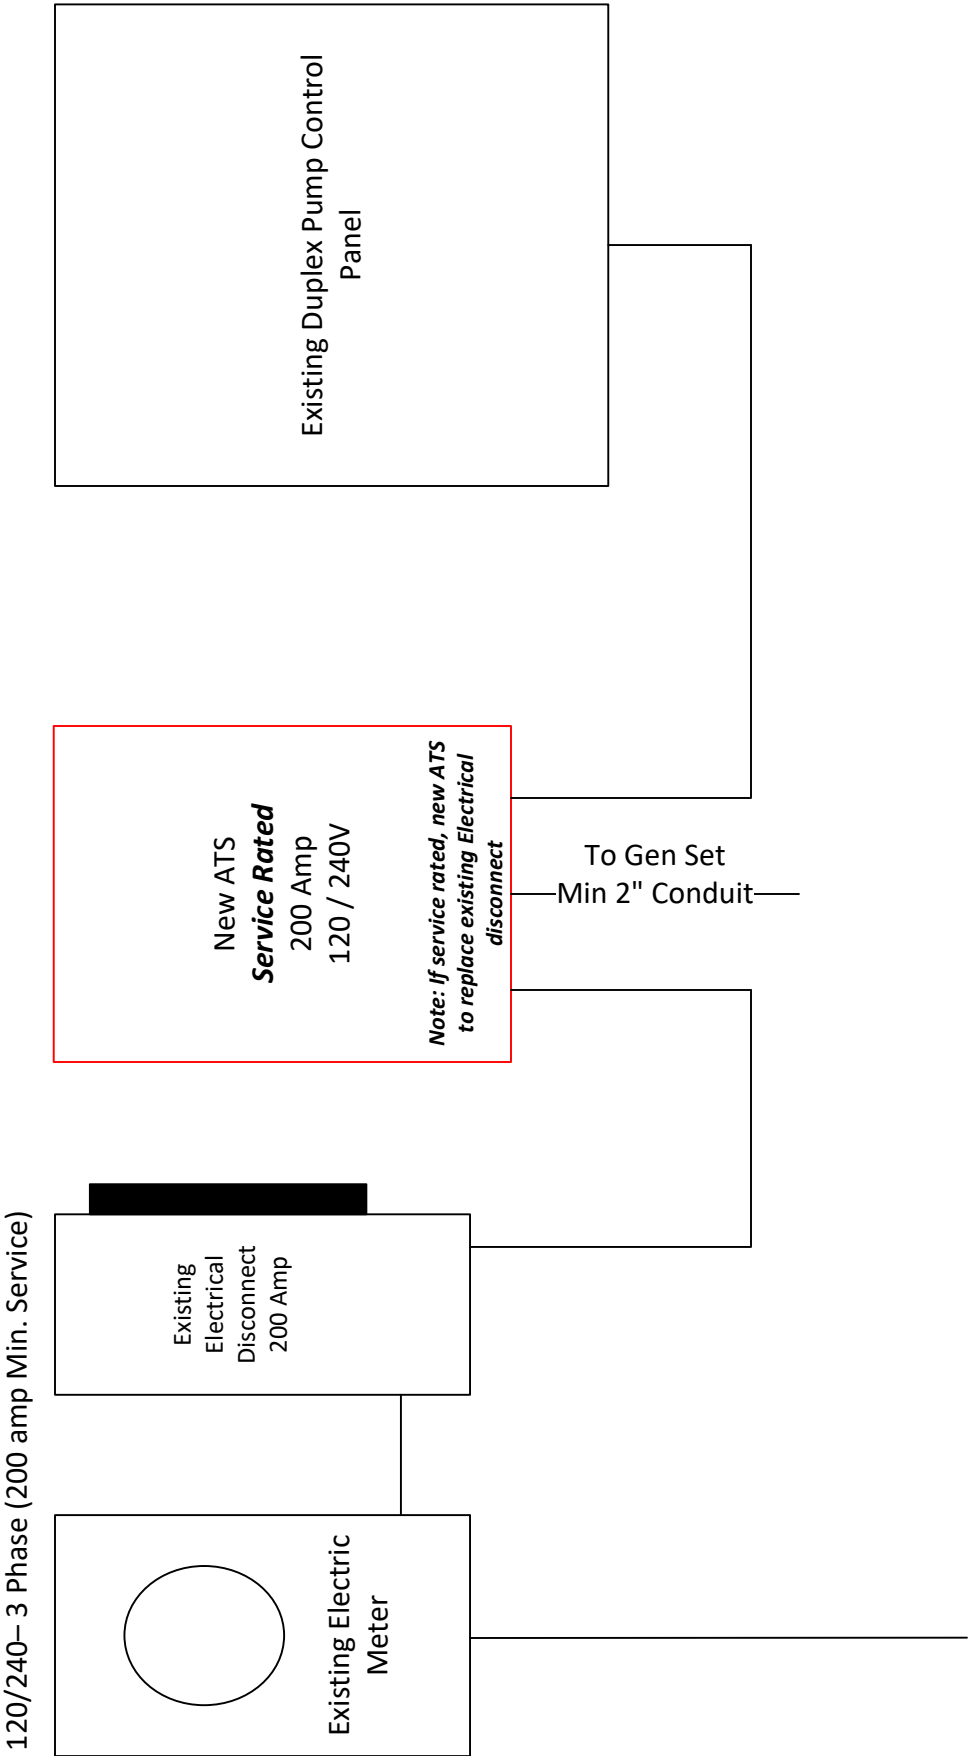 120/240– 3 Phase (200 amp Min. Service)
Existing Electric
Meter
Existing
Electrical
Disconnect
200 Amp
New ATS
Service Rated
200 Amp
120 / 240V
Note: If service rated, new ATS
to replace existing Electrical
disconnect
To Gen Set
Min 2" Conduit
Existing Duplex Pump Control
Panel